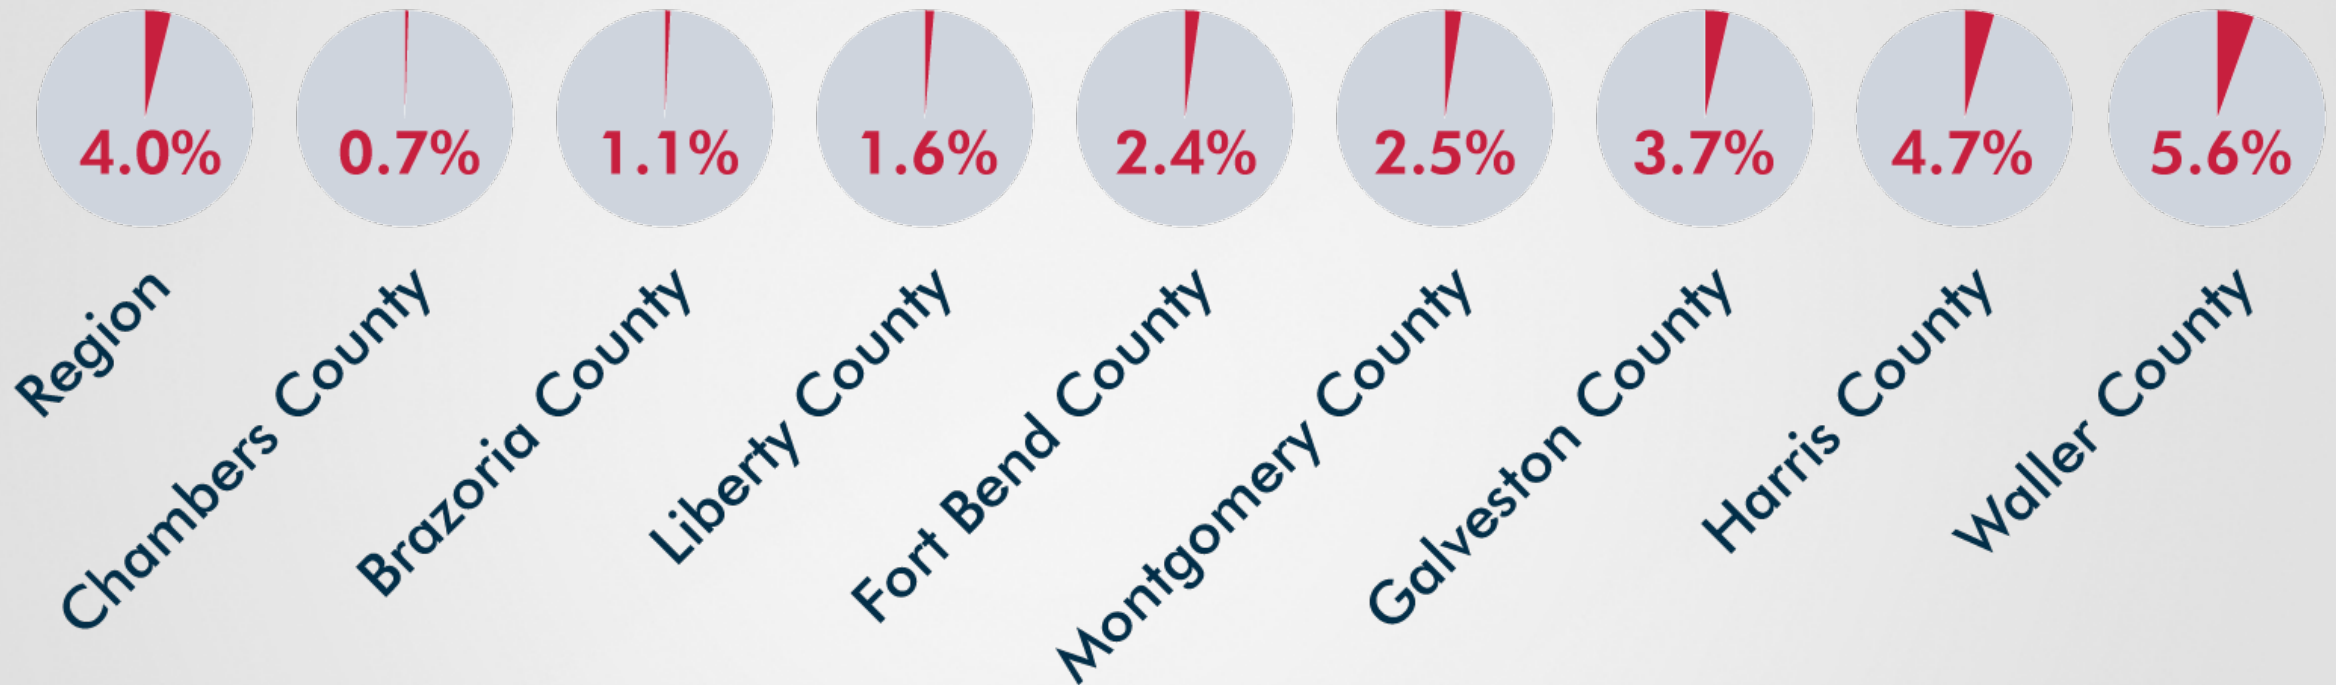 4.0%
0.7%
1.1%
1.6%
2.4%
2.5%
3.7%
4.7%
5.6%
Region
Chambers County
Brazoria County
Liberty County
Fort Bend County
Montgomery County
Galveston County
Harris County
Waller County